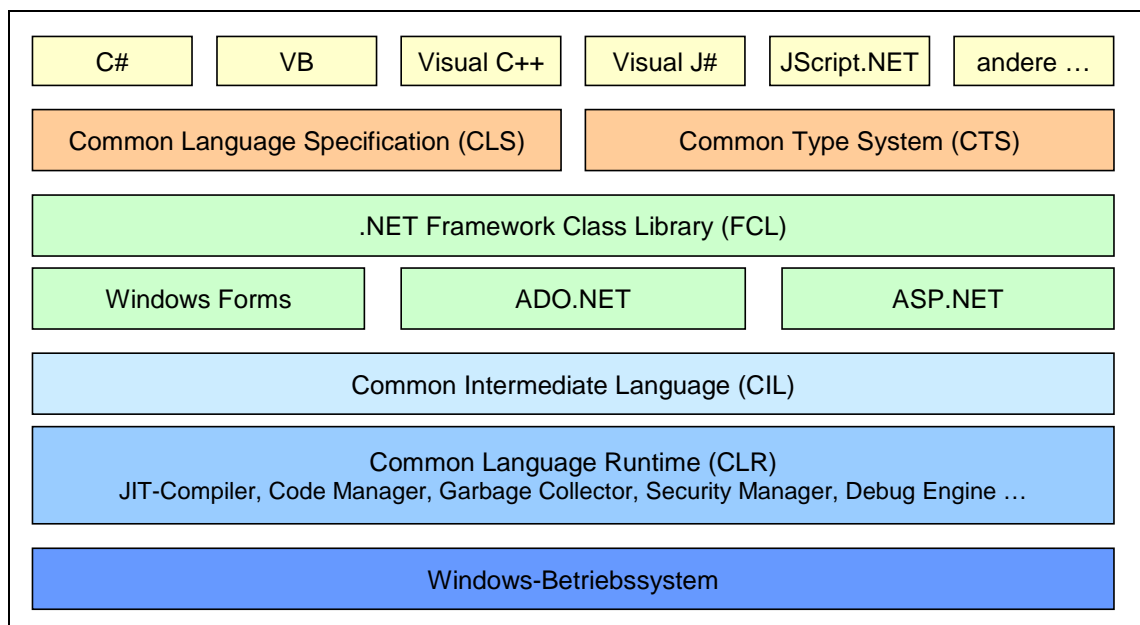 C#
VB
Visual C++
Visual J#
JScript.NET
andere …
Common Language Specification (CLS)
Common Type System (CTS)
.NET Framework Class Library (FCL)
Windows Forms
ADO.NET
ASP.NET
Common Intermediate Language (CIL)
Common Language Runtime (CLR)
JIT-Compiler, Code Manager, Garbage Collector, Security Manager, Debug Engine …
Windows-Betriebssystem